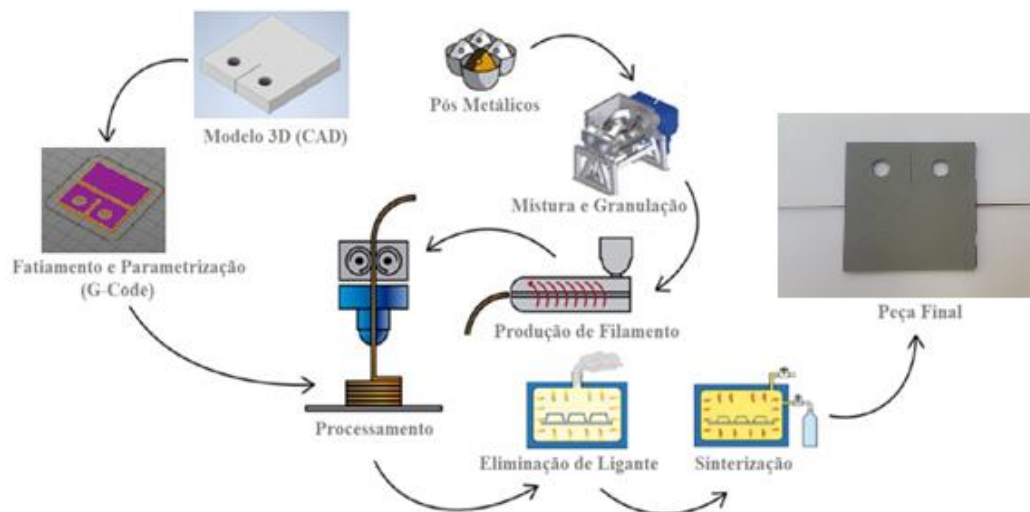 Modelo 3D (CAD)
Fatiamento e Parametrização
(G-Code)
Pós Metálicos
Mistura e Granulação
Produção de Filamento
Processamento
Eliminação de Ligante
Sinterização
Peça Final